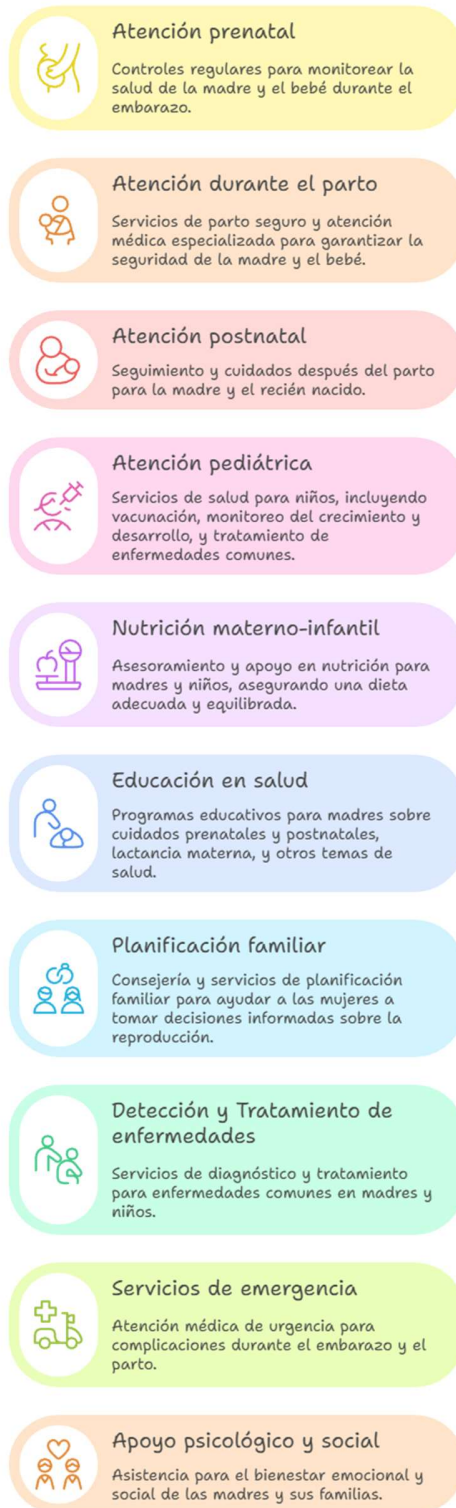 Atención prenatal
Controles regulares para monitorear la
salud de la madre y el bebé durante el
embarazo.
Atención durante el parto
Servicios de parto seguro y atención
médica especializada para garantizar la
seguridad de la madre y el bebé.
Atención postnatal
Seguimiento y cuidados después del parto
para la madre y el recién nacido.
Atención pediátrica
Servicios de salud para niños, incluyendo
vacunación, monitoreo del crecimiento y
desarrollo, y tratamiento de
enfermedades comunes.
Nutrición materno-infantil
Asesoramiento y apoyo en nutrición para
madres y niños, asegurando una dieta
adecuada y equilibrada.
Educación en salud
Programas educativos para madres sobre
cuidados prenatales y postnatales,
lactancia materna, y otros temas de
salud.
Planificación familiar
Consejería y servicios de planificación
familiar para ayudar a las mujeres a
tomar decisiones informadas sobre la
reproducción.
Detección y Tratamiento de
enfermedades
Servicios de diagnóstico y tratamiento
para enfermedades comunes en madres y
niños.
Servicios de emergencia
Atención médica de urgencia para
complicaciones durante el embarazo y el
parto.
Apoyo psicológico y social
Asistencia para el bienestar emocional y
social de las madres y sus familias.